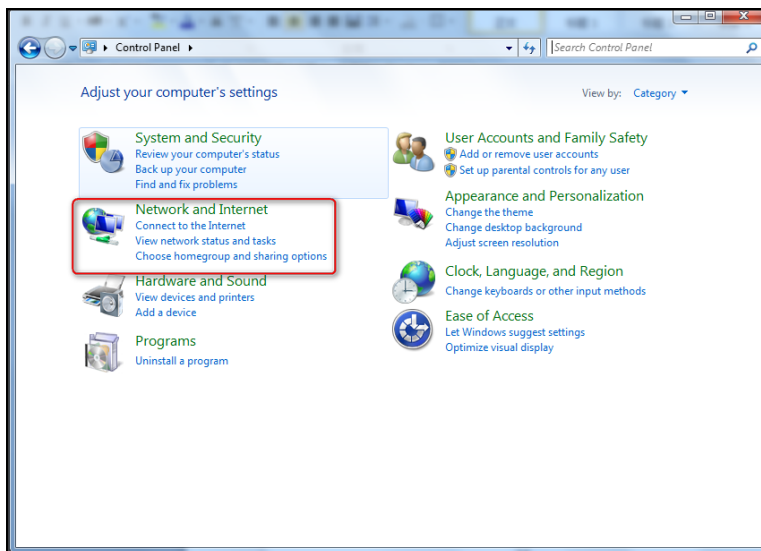 Control Panel
Search Control Panel
Adjust your computer's settings
View by: Category
System and Security
Review your computer's status
Back up your computer
Find and fix problems
Network and Internet
Connect to the Internet
View network status and tasks
Choose homegroup and sharing options
Hardware and Sound
View devices and printers
Add a device
Programs
Uninstall a program
User Accounts and Family Safety
Add or remove user accounts
Set up parental controls for any user
Appearance and Personalization
Change the theme
Change desktop background
Adjust screen resolution
Clock, Language, and Region
Change keyboards or other input methods
Ease of Access
Let Windows suggest settings
Optimize visual display